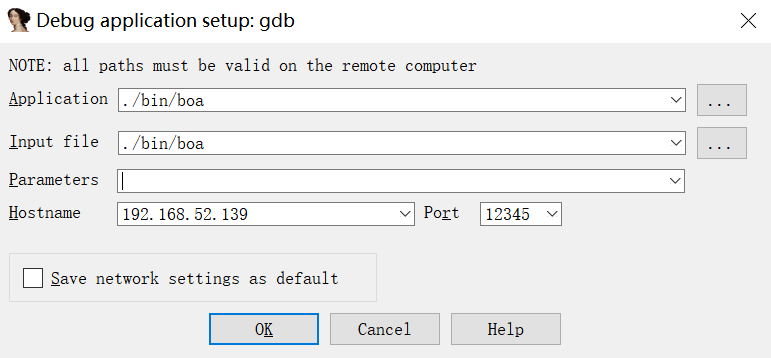 Debug application setup: gdb
NOTE: all paths must be valid on the remote computer
Application ./bin/boa ...
Input file ./bin/boa ...
Parameters
Hostname 192.168.52.139 Port 12345
Save network settings as default
OK Cancel Help